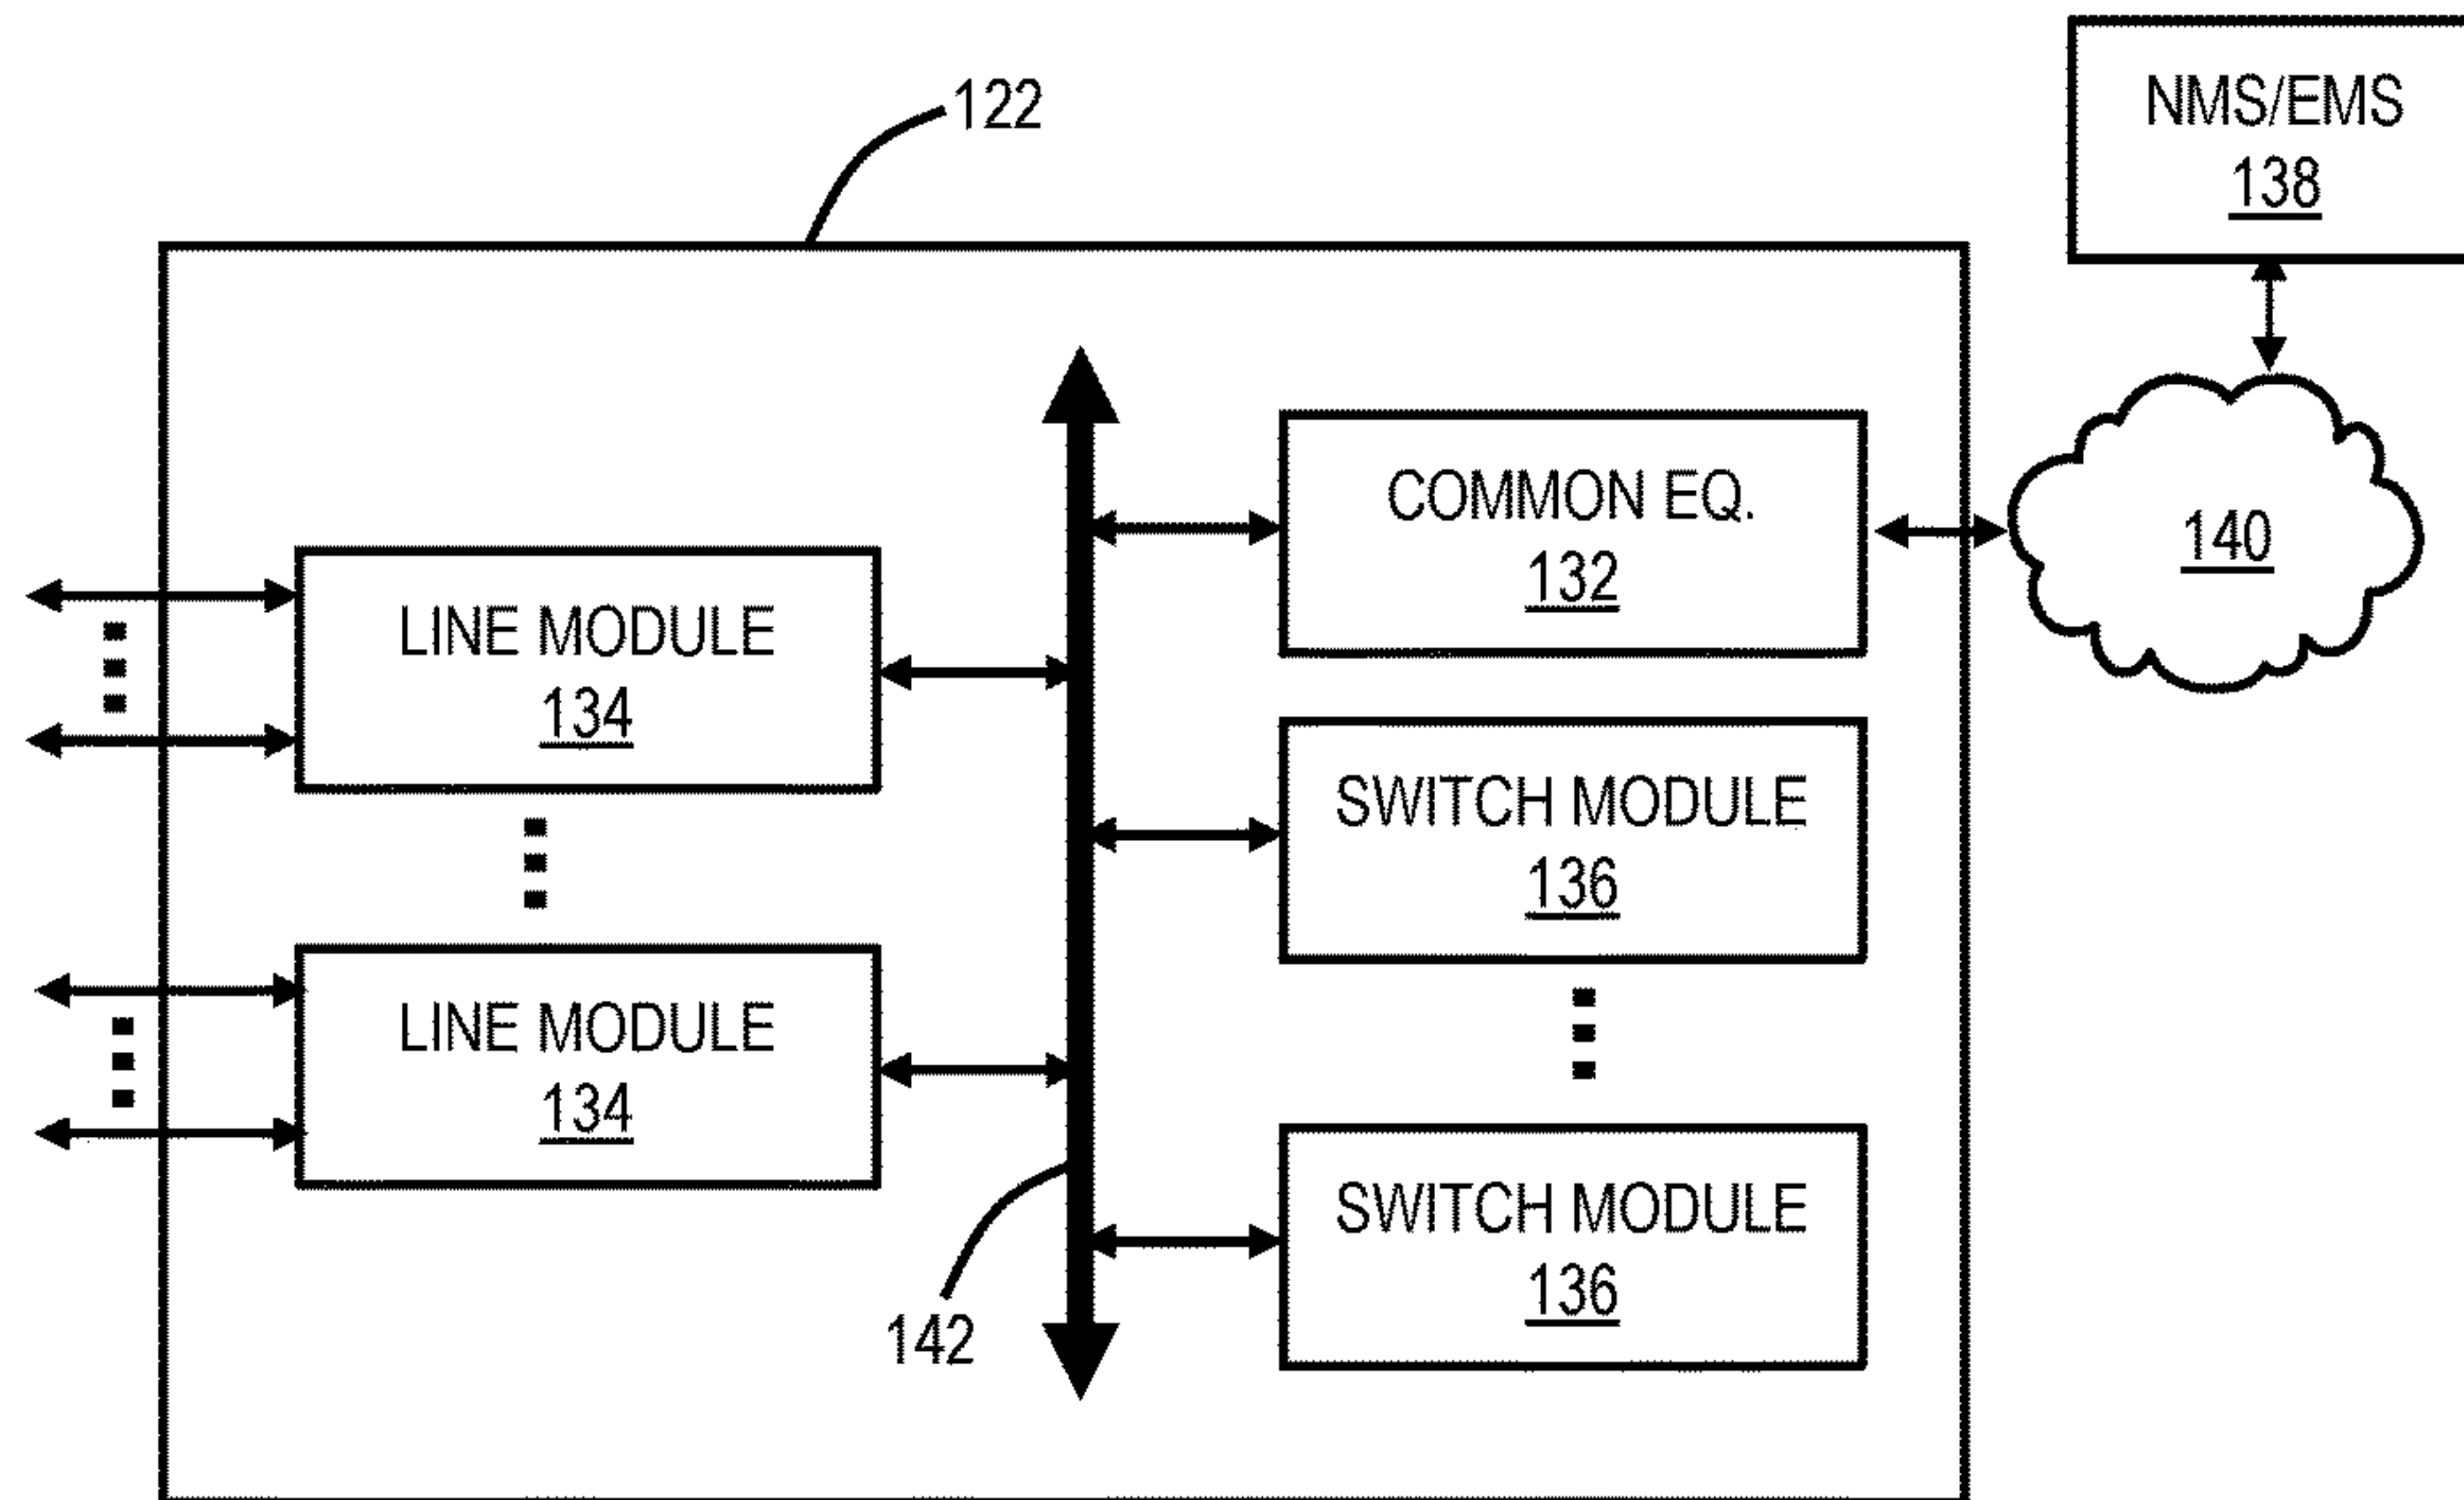 122
NMS/EMS
138
COMMON EQ.
132
140
LINE MODULE
134
SWITCH MODULE
136
LINE MODULE
134
SWITCH MODULE
136
142